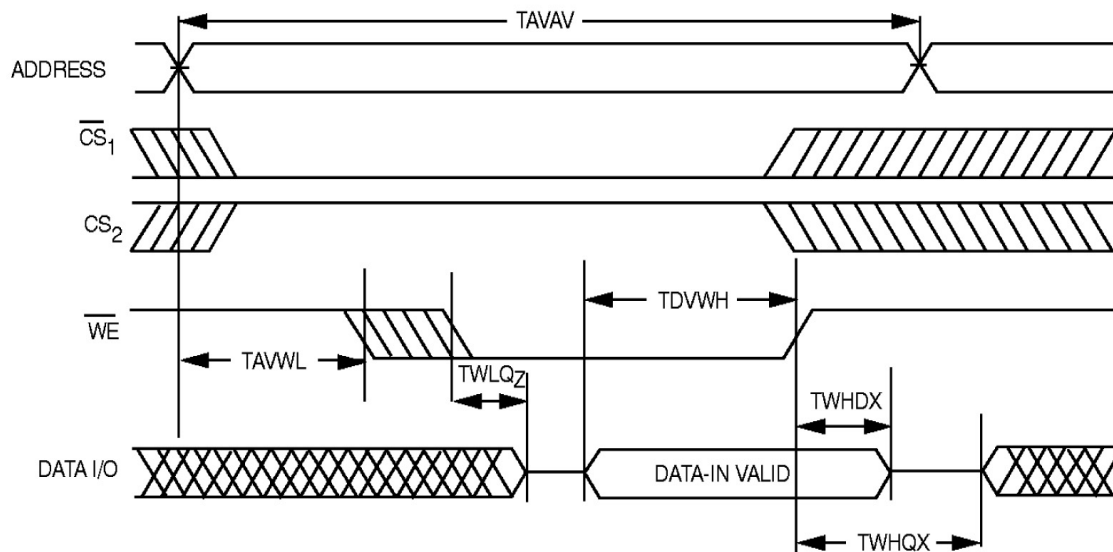 TAVAV
ADDRESS
CS1
CS2
TDVWH
WE
TAVWL
TWLQZ
TWHDX
DATA I/O
DATA-IN VALID
TWHQX